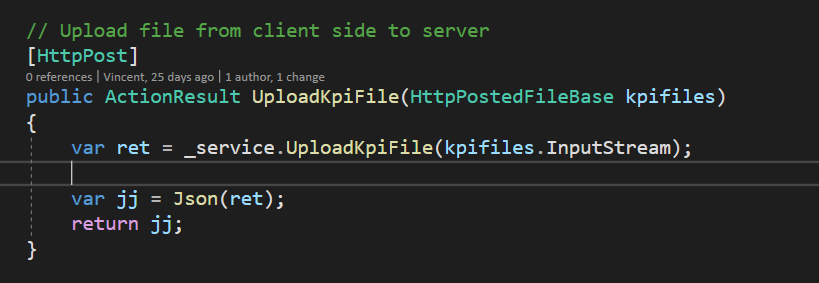 // Upload file from client side to server
[HttpPost]
0 references | Vincent, 25 days ago | 1 author, 1 change
public ActionResult UploadKpiFile(HttpPostedFileBase kpifiles)
{
var ret = _service.UploadKpiFile(kpifiles.InputStream);
var jj = Json(ret);
return jj;
}